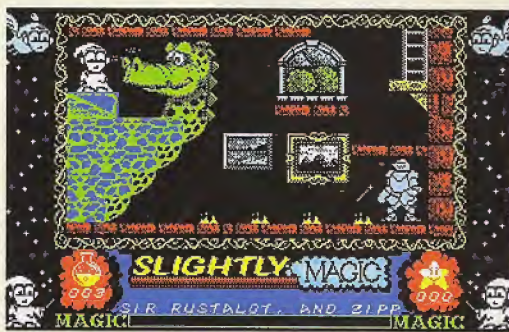 SLIGHTLY MAGIC
003
000
SIR RUSTALOT, AND ZIPP
MAGIC MAGIC